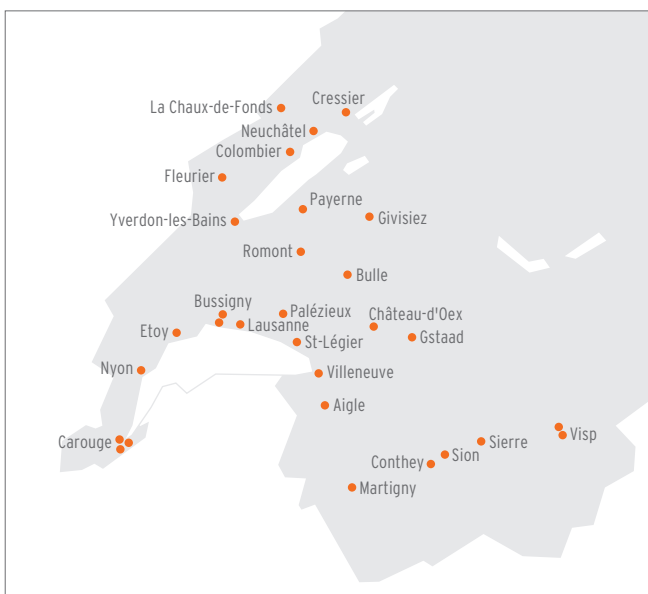 La Chaux-de-Fonds
Cressier
Neuchâtel
Colombier
Fleurier
Payerne
Yverdon-les-Bains
Givisiez
Romont
Bulle
Bussigny
Palézieux
Château-d'Oex
Etoy
Lausanne
Gstaad
St-Légier
Nyon
Villeneuve
Aigle
Carouge
Visp
Sierre
Sion
Conthey
Martigny